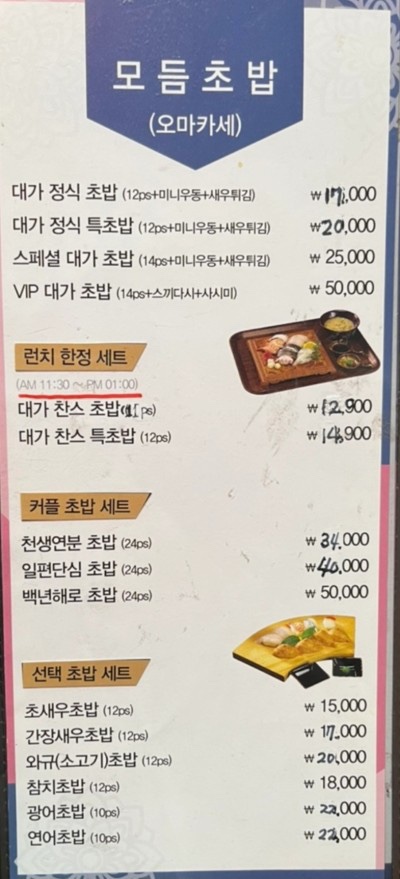 모듬초밥
(오마카세)
대가 정식 초밥 (12ps+미니우동+새우튀김) ₩ 17,000
대가 정식 특초밥 (12ps+미니우동+새우튀김) ₩ 20,000
스페셜 대가 초밥 (14ps+미니우동+새우튀김) ₩ 25,000
VIP 대가 초밥 (14ps+스끼다시+사시미) ₩ 50,000
런치 한정 세트
(AM 11:30 ~ PM 01:00)
대가 찬스 초밥(11ps) ₩ 12,900
대가 찬스 특초밥 (12ps) ₩ 14,900
커플 초밥 세트
천생연분 초밥 (24ps) ₩ 34,000
일편단심 초밥 (24ps) ₩ 40,000
백년해로 초밥 (24ps) ₩ 50,000
선택 초밥 세트
초새우초밥 (12ps) ₩ 15,000
간장새우초밥 (12ps) ₩ 17,000
와규(소고기)초밥 (12ps) ₩ 20,000
참치초밥 (12ps) ₩ 18,000
광어초밥 (10ps) ₩ 22,000
연어초밥 (10ps) ₩ 22,000